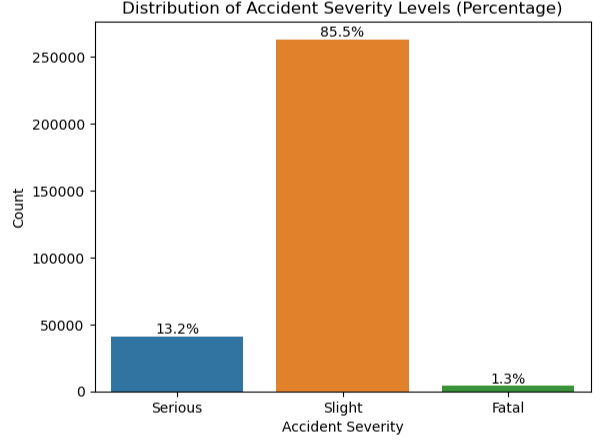 Distribution of Accident Severity Levels (Percentage)
85.5%
250000
200000
150000
100000
Count
50000
13.2%
1.3%
0
Serious Slight Fatal
Accident Severity